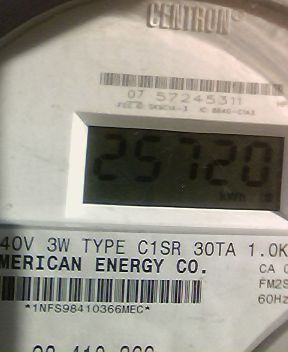 CENTRON®
07 57245311
25720
kWh
40V 3W TYPE C1SR 30TA 1.0K
MERICAN ENERGY CO.
CA
FM2S
60Hz
*1NFS98410366MEC*